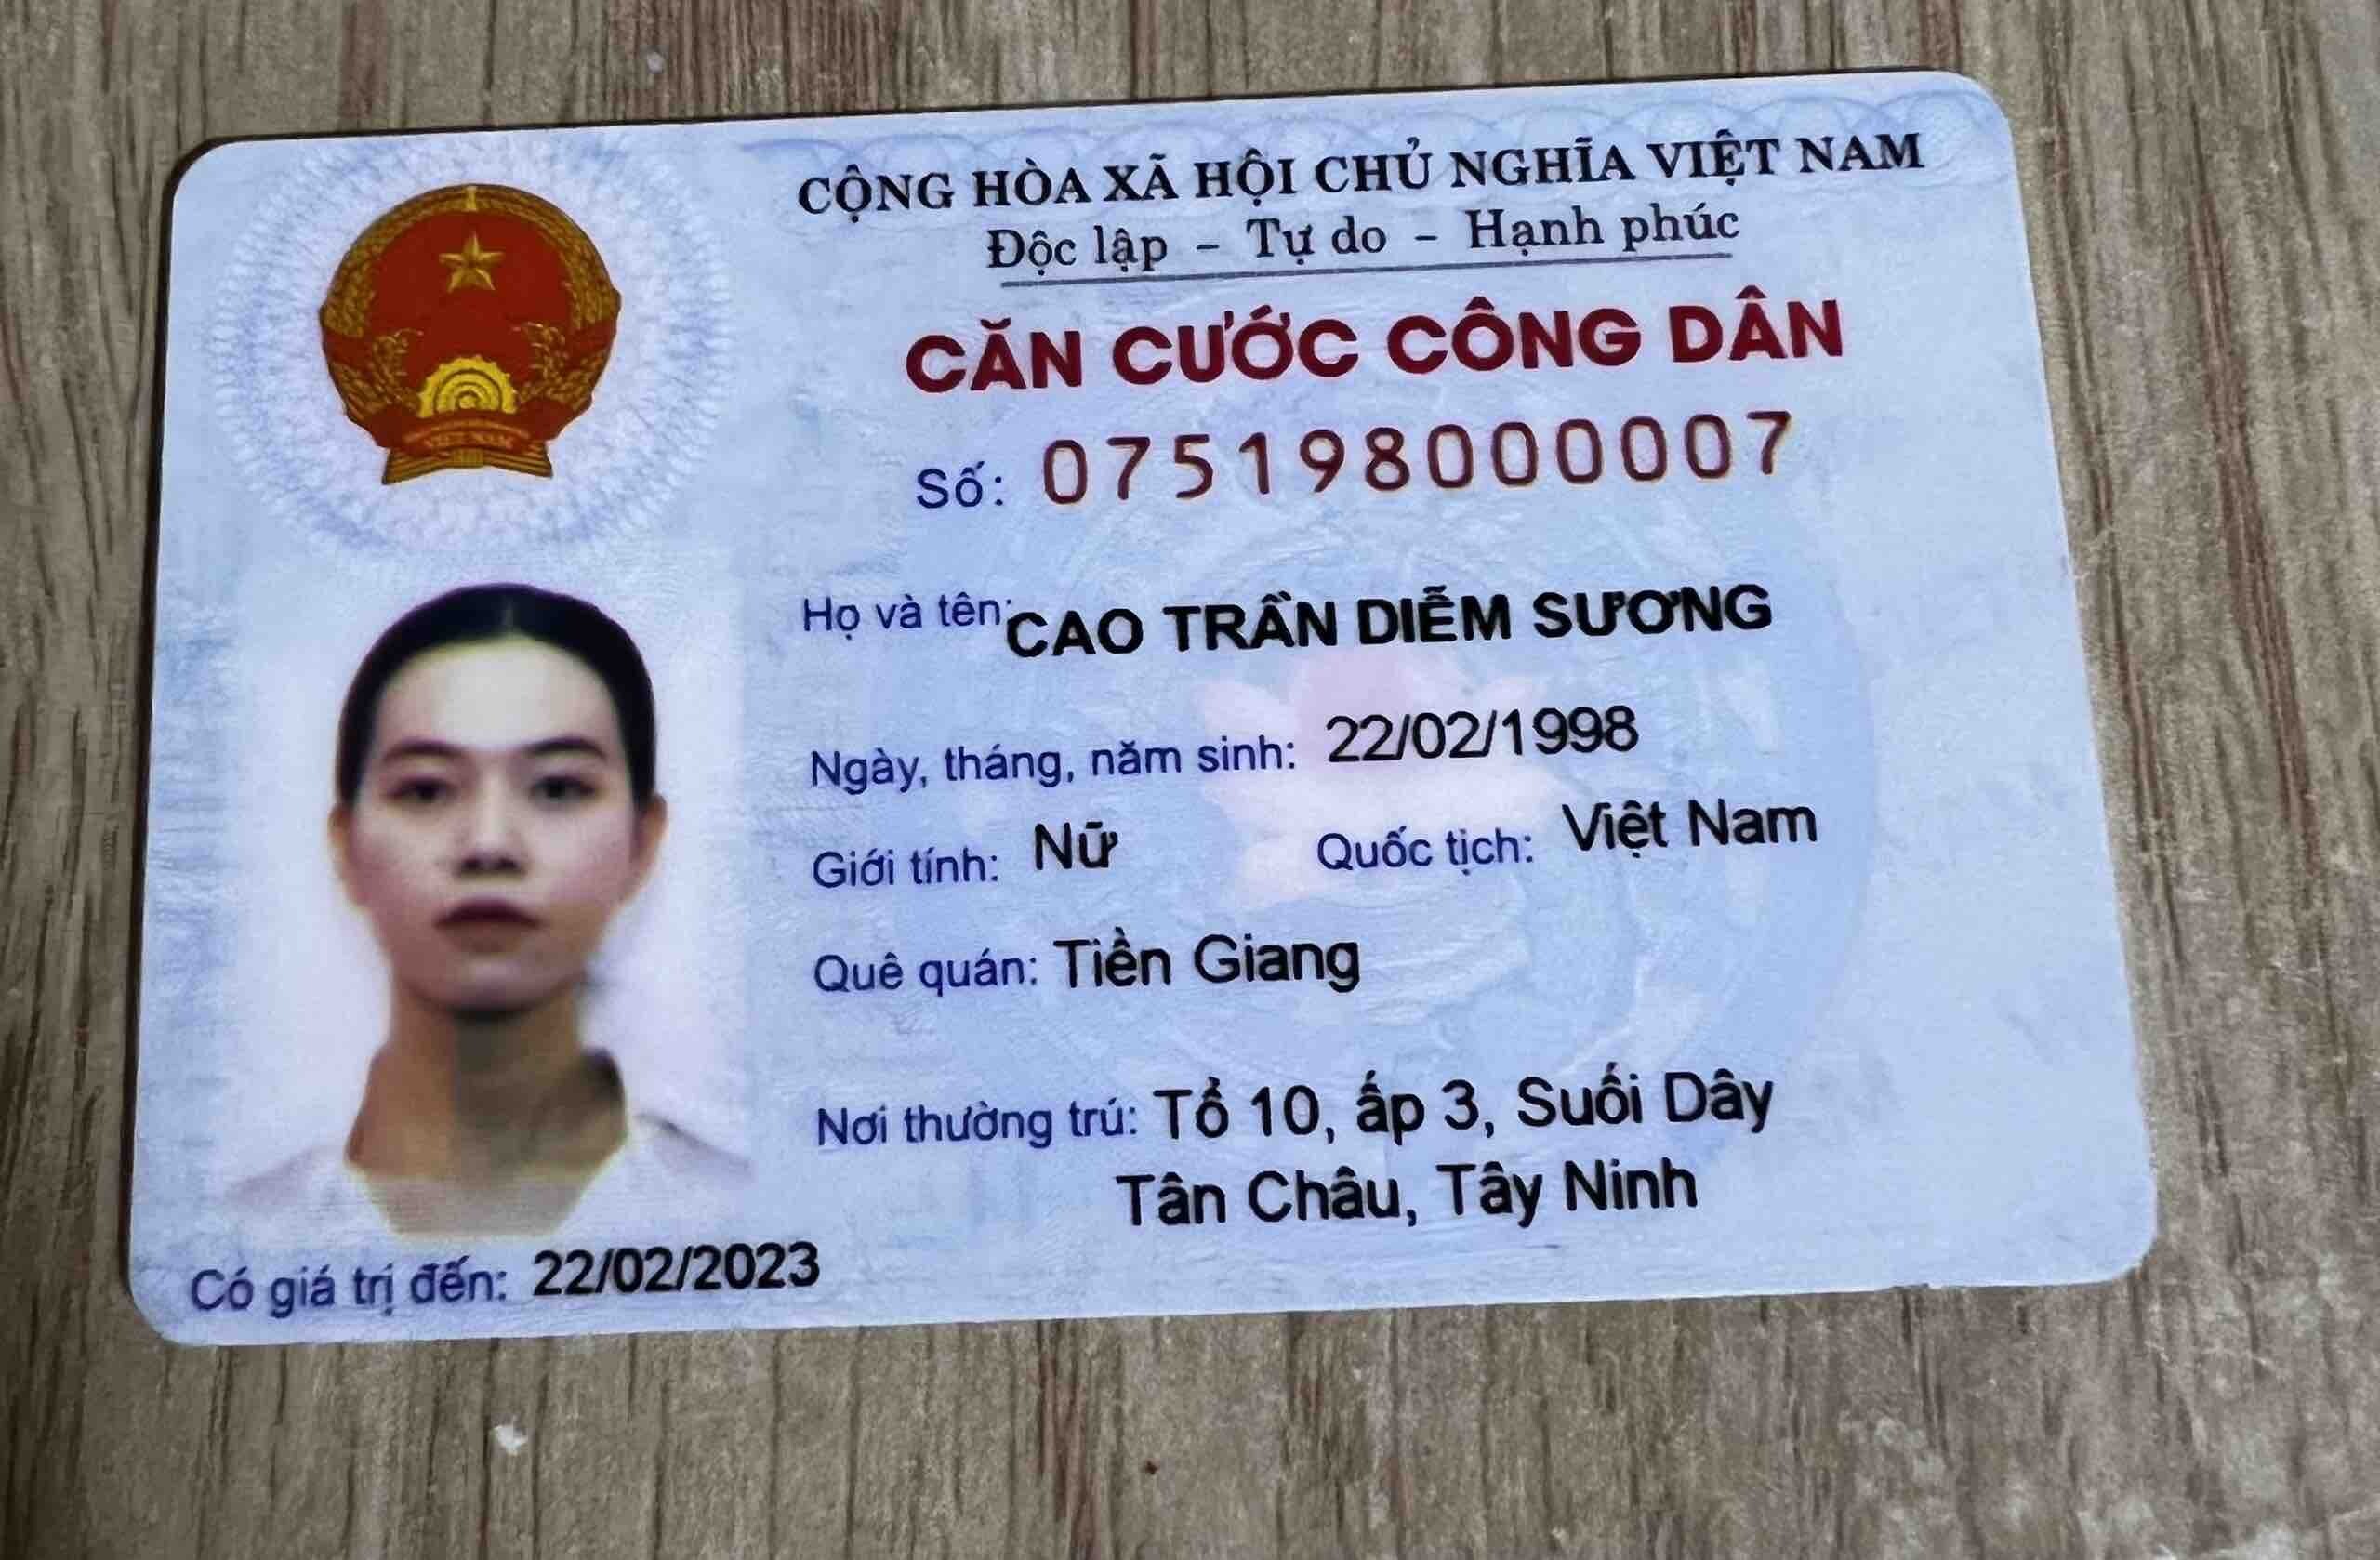 CỘNG HÒA XÃ HỘI CHỦ NGHĨA VIỆT NAM
Độc lập - Tự do - Hạnh phúc
CĂN CƯỚC CÔNG DÂN
Số: 075198000007
VIỆT NAM
Họ và tên: CAO TRẦN DIỄM SƯƠNG
Ngày, tháng, năm sinh: 22/02/1998
Giới tính: Nữ Quốc tịch: Việt Nam
Quê quán: Tiền Giang
Nơi thường trú: Tổ 10, ấp 3, Suối Dây
Tân Châu, Tây Ninh
Có giá trị đến: 22/02/2023